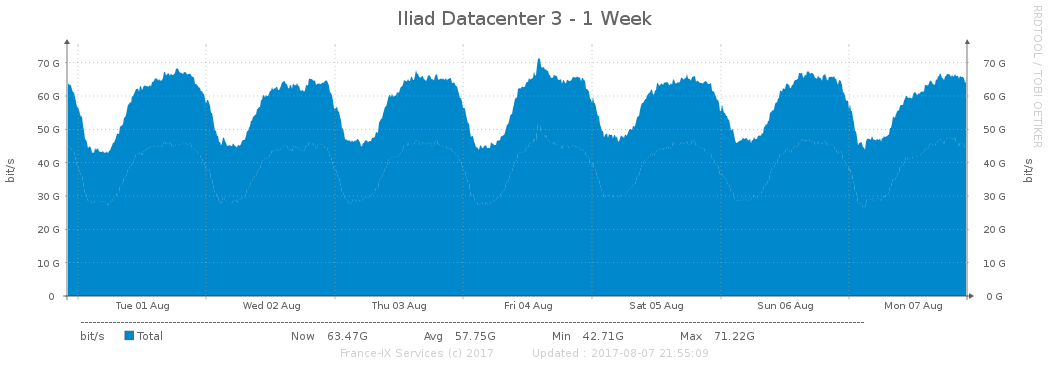 Iliad Datacenter 3 - 1 Week
RRDTOOL / TOBI OETIKER
70 G 70 G
60 G 60 G
50 G 50 G
40 G 40 G
30 G 30 G
20 G 20 G
10 G 10 G
0 0 G
bit/s bit/s
Tue 01 Aug Wed 02 Aug Thu 03 Aug Fri 04 Aug Sat 05 Aug Sun 06 Aug Mon 07 Aug
bit/s Total Now 63.47G Avg 57.75G Min 42.71G Max 71.22G
France-IX Services (c) 2017 Updated : 2017-08-07 21:55:09